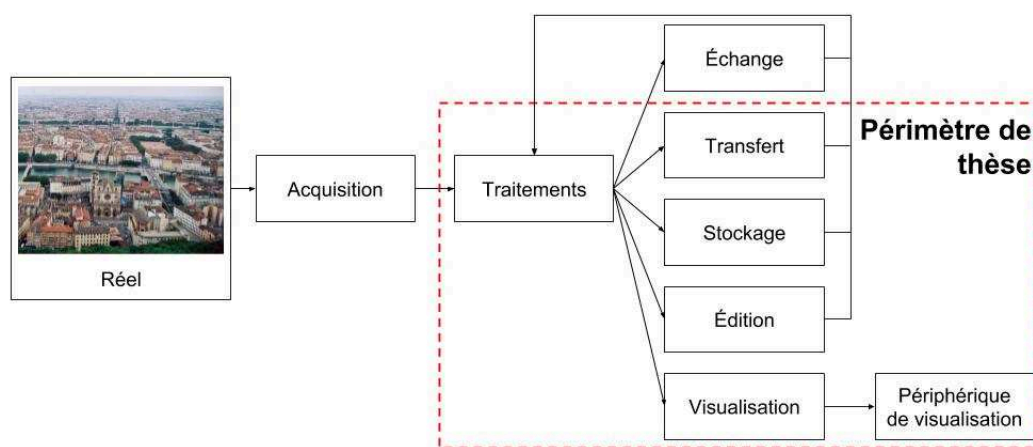 Réel
Acquisition
Traitements
Échange
Transfert
Stockage
Édition
Visualisation
Périphérique
de visualisation
Périmètre de
thèse